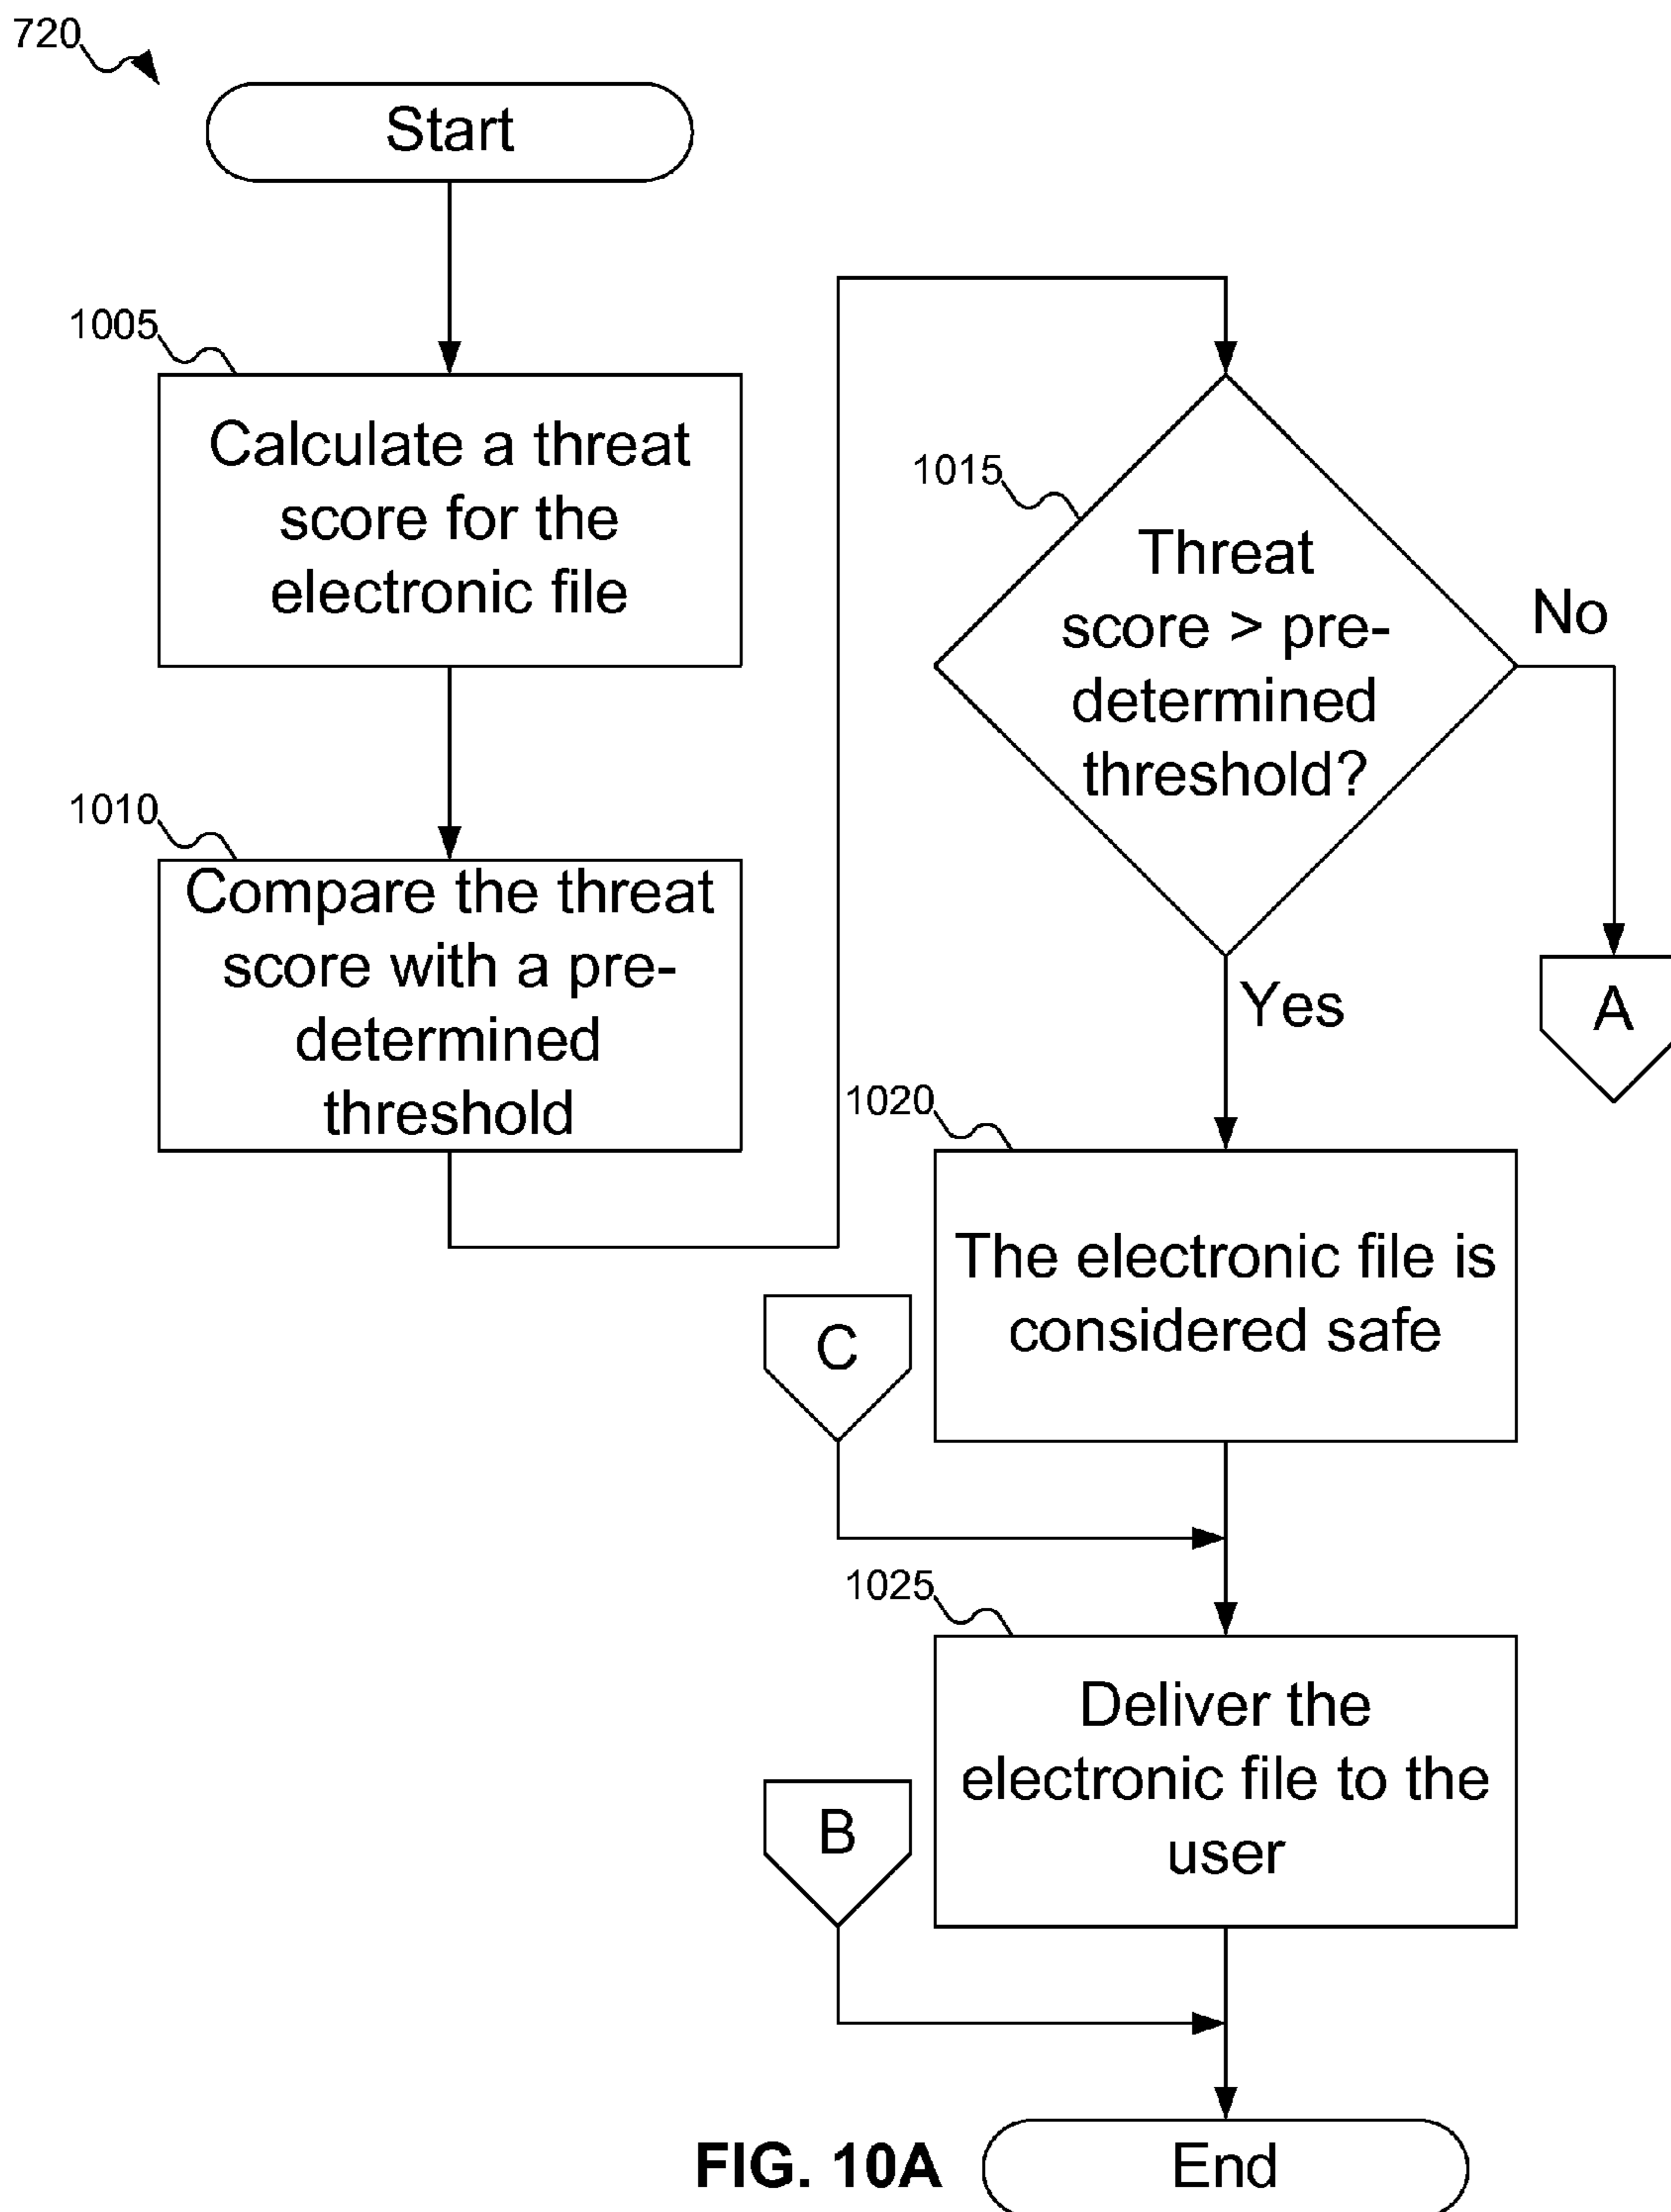 720
Start
1005
Calculate a threat
score for the
electronic file
1010
Compare the threat
score with a pre-
determined
threshold
1015
Threat
score > pre-
determined
threshold?
No
A
Yes
1020
The electronic file is
considered safe
C
1025
Deliver the
electronic file to the
user
B
End
FIG. 10A